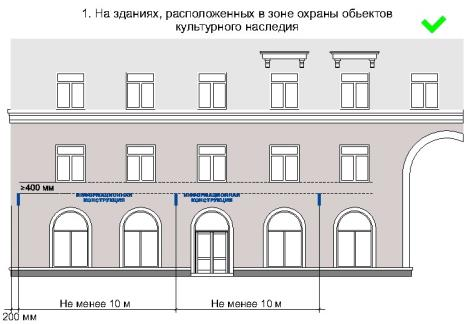 1. На зданиях, расположенных в зоне охраны объектов
культурного наследия
≥400 мм
ИНФОРМАЦИОННАЯ
КОНСТРУКЦИЯ
ИНФОРМАЦИОННАЯ
КОНСТРУКЦИЯ
Не менее 10 м
Не менее 10 м
200 мм